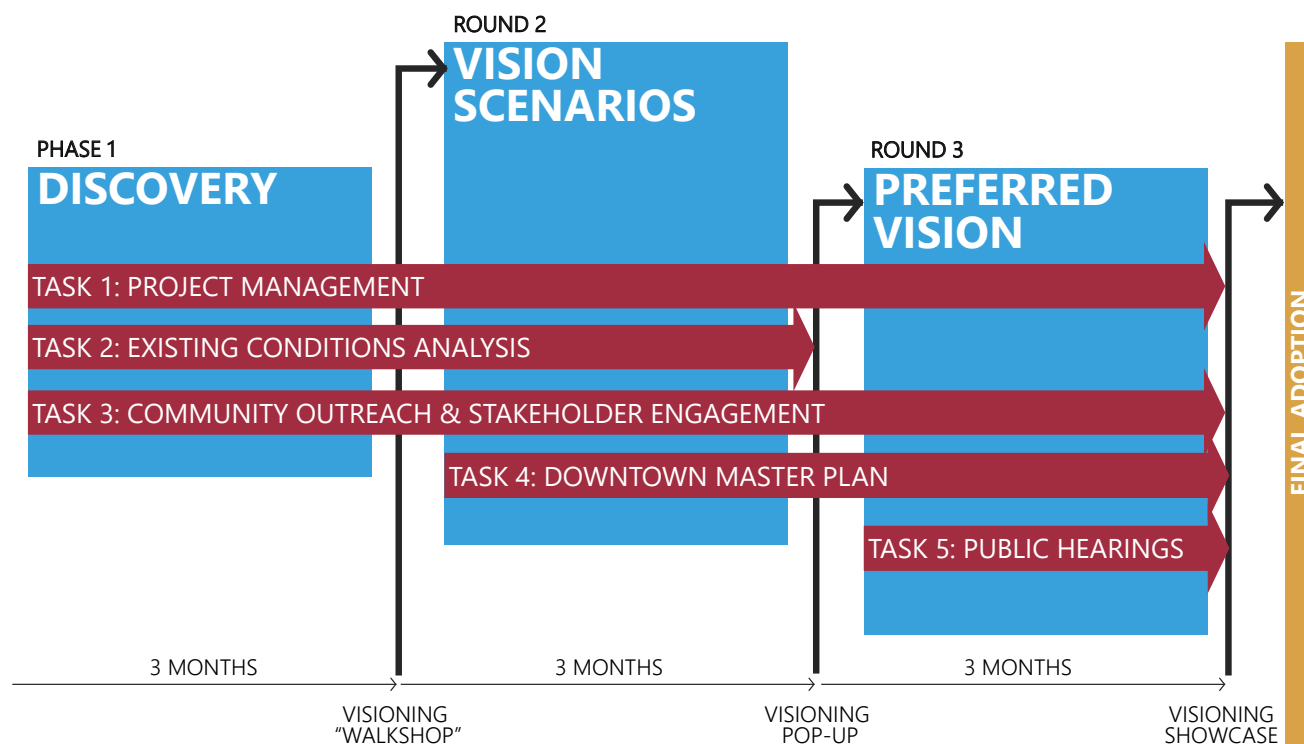 ROUND 2
VISION
SCENARIOS
PHASE 1
DISCOVERY
ROUND 3
PREFERRED
VISION
TASK 1: PROJECT MANAGEMENT
TASK 2: EXISTING CONDITIONS ANALYSIS
TASK 3: COMMUNITY OUTREACH & STAKEHOLDER ENGAGEMENT
TASK 4: DOWNTOWN MASTER PLAN
TASK 5: PUBLIC HEARINGS
FINAL ADOPTION
3 MONTHS
3 MONTHS
3 MONTHS
VISIONING
“WALKSHOP”
VISIONING
POP-UP
VISIONING
SHOWCASE